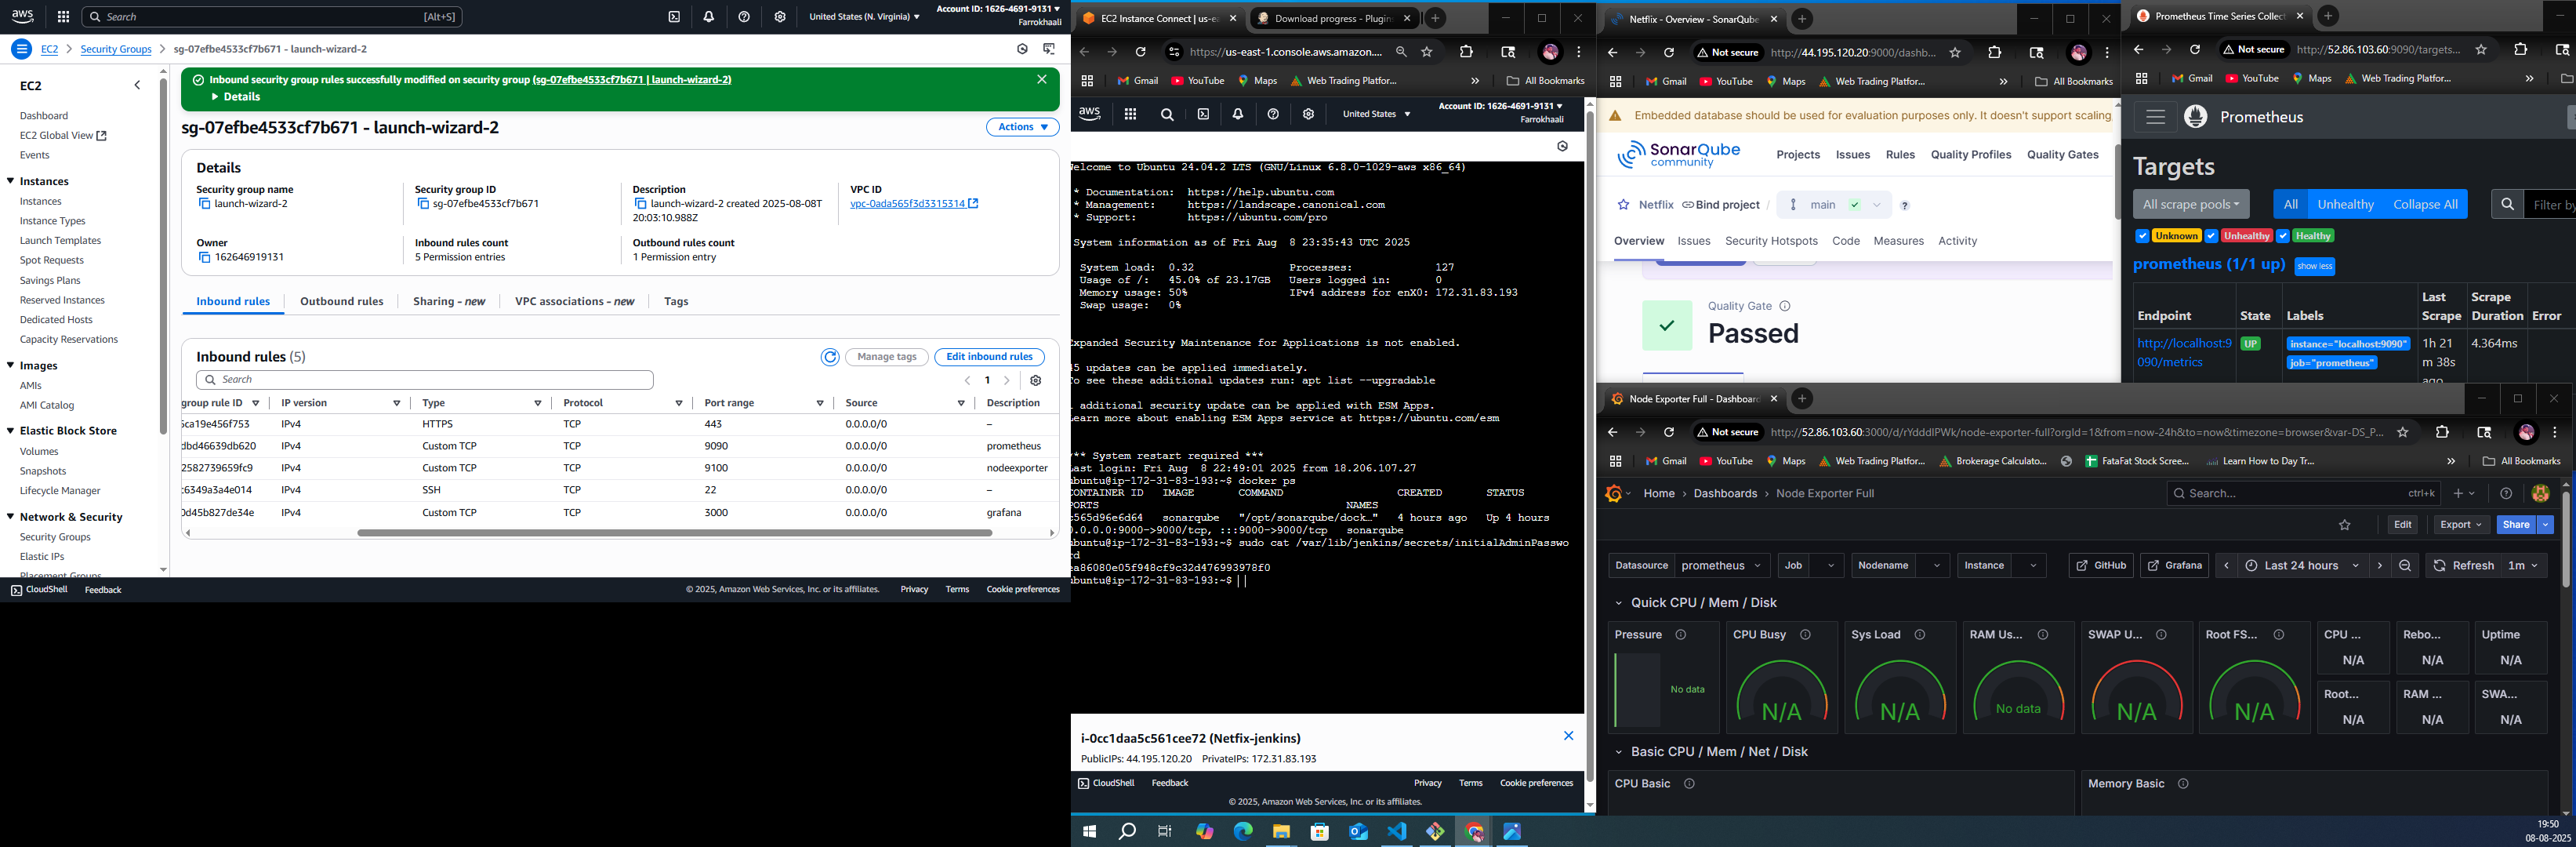 aws
Search
[Alt+S]
United States (N. Virginia)
Account ID: 1626-4691-9131
Farrokhaali
EC2
Security Groups
sg-07efbe4533cf7b671 - launch-wizard-2
EC2
Dashboard
EC2 Global View
Events
Instances
Instances
Instance Types
Launch Templates
Spot Requests
Savings Plans
Reserved Instances
Dedicated Hosts
Capacity Reservations
Images
AMIs
AMI Catalog
Elastic Block Store
Volumes
Snapshots
Lifecycle Manager
Network & Security
Security Groups
Elastic IPs
Placement Groups
Inbound security group rules successfully modified on security group (sg-07efbe4533cf7b671 | launch-wizard-2)
Details
sg-07efbe4533cf7b671 - launch-wizard-2
Actions
Details
Security group name
launch-wizard-2
Security group ID
sg-07efbe4533cf7b671
Description
launch-wizard-2 created 2025-08-08T
20:03:10.988Z
VPC ID
vpc-0ada565f3d3315314
Owner
162646919131
Inbound rules count
5 Permission entries
Outbound rules count
1 Permission entry
Inbound rules Outbound rules Sharing - new VPC associations - new Tags
Inbound rules (5)
Manage tags
Edit inbound rules
Search
1
group rule ID IP version Type Protocol Port range Source Description
5ca19e456f753 IPv4 HTTPS TCP 443 0.0.0.0/0 –
dbd46639db620 IPv4 Custom TCP TCP 9090 0.0.0.0/0 prometheus
2582739659fc9 IPv4 Custom TCP TCP 9100 0.0.0.0/0 nodeexporter
c6349a3a4e014 IPv4 SSH TCP 22 0.0.0.0/0 –
0d45b827de34e IPv4 Custom TCP TCP 3000 0.0.0.0/0 grafana
CloudShell Feedback
© 2025, Amazon Web Services, Inc. or its affiliates. Privacy Terms Cookie preferences
EC2 Instance Connect | us-ea
Download progress - Plugin
https://us-east-1.console.aws.amazon....
Gmail YouTube Maps Web Trading Platfor... All Bookmarks
aws
United States
Account ID: 1626-4691-9131
Farrokhaali
elcome to Ubuntu 24.04.2 LTS (GNU/Linux 6.8.0-1029-aws x86_64)
* Documentation: https://help.ubuntu.com
* Management: https://landscape.canonical.com
* Support: https://ubuntu.com/pro
System information as of Fri Aug 8 23:35:43 UTC 2025
System load: 0.32 Processes: 127
Usage of /: 45.0% of 23.17GB Users logged in: 0
Memory usage: 50% IPv4 address for enX0: 172.31.83.193
Swap usage: 0%
xpanded Security Maintenance for Applications is not enabled.
5 updates can be applied immediately.
o see these additional updates run: apt list --upgradable
additional security update can be applied with ESM Apps.
earn more about enabling ESM Apps service at https://ubuntu.com/esm
** System restart required ***
ast login: Fri Aug 8 22:49:01 2025 from 18.206.107.27
ubuntu@ip-172-31-83-193:~$ docker ps
ONTAINER ID IMAGE COMMAND CREATED STATUS
PORTS NAMES
c565d96e6d64 sonarqube "/opt/sonarqube/dock…" 4 hours ago Up 4 hours
0.0.0.0:9000->9000/tcp, :::9000->9000/tcp sonarqube
ubuntu@ip-172-31-83-193:~$ sudo cat /var/lib/jenkins/secrets/initialAdminPasswo
rd
ea86080e05f948cf9c32d476993978f0
ubuntu@ip-172-31-83-193:~$
i-0cc1daa5c561cee72 (Netfix-jenkins)
PublicIPs: 44.195.120.20 PrivateIPs: 172.31.83.193
CloudShell Feedback Privacy Terms Cookie preferences
© 2025, Amazon Web Services, Inc. or its affiliates.
Netflix - Overview - SonarQube
Not secure
http://44.195.120.20:9000/dashb...
Gmail YouTube Maps Web Trading Platfor... All Bookmarks
Embedded database should be used for evaluation purposes only. It doesn't support scaling,
SonarQube
community
Projects Issues Rules Quality Profiles Quality Gates
Netflix Bind project / main ?
Overview Issues Security Hotspots Code Measures Activity
Quality Gate
Passed
Prometheus Time Series Collect
Not secure
http://52.86.103.60:9090/targets...
Gmail YouTube Maps Web Trading Platfor...
Prometheus
Targets
All scrape pools
All Unhealthy Collapse All
Filter by
Unknown Unhealthy Healthy
prometheus (1/1 up) show less
Endpoint State Labels Last Scrape Scrape Duration Error
http://localhost:9
090/metrics
UP
instance="localhost:9090"
job="prometheus"
1h 21
m 38s
ago
4.364ms
Node Exporter Full - Dashboard
Not secure
http://52.86.103.60:3000/d/rYdddlPWk/node-exporter-full?orgId=1&from=now-24h&to=now&timezone=browser&var-DS_P...
Gmail YouTube Maps Web Trading Platfor... Brokerage Calculato... FataFat Stock Scree... Learn How to Day Tr... All Bookmarks
Home Dashboards Node Exporter Full
Search... ctrl+k
Edit Export Share
Datasource prometheus Job Nodename Instance GitHub Grafana Last 24 hours Refresh 1m
Quick CPU / Mem / Disk
Pressure
No data
CPU Busy
N/A
Sys Load
N/A
RAM Us...
No data
SWAP U...
N/A
Root FS...
N/A
CPU ...
N/A
Rebo...
N/A
Uptime
N/A
Root...
N/A
RAM ...
N/A
SWA...
N/A
Basic CPU / Mem / Net / Disk
CPU Basic
Memory Basic
19:50
08-08-2025